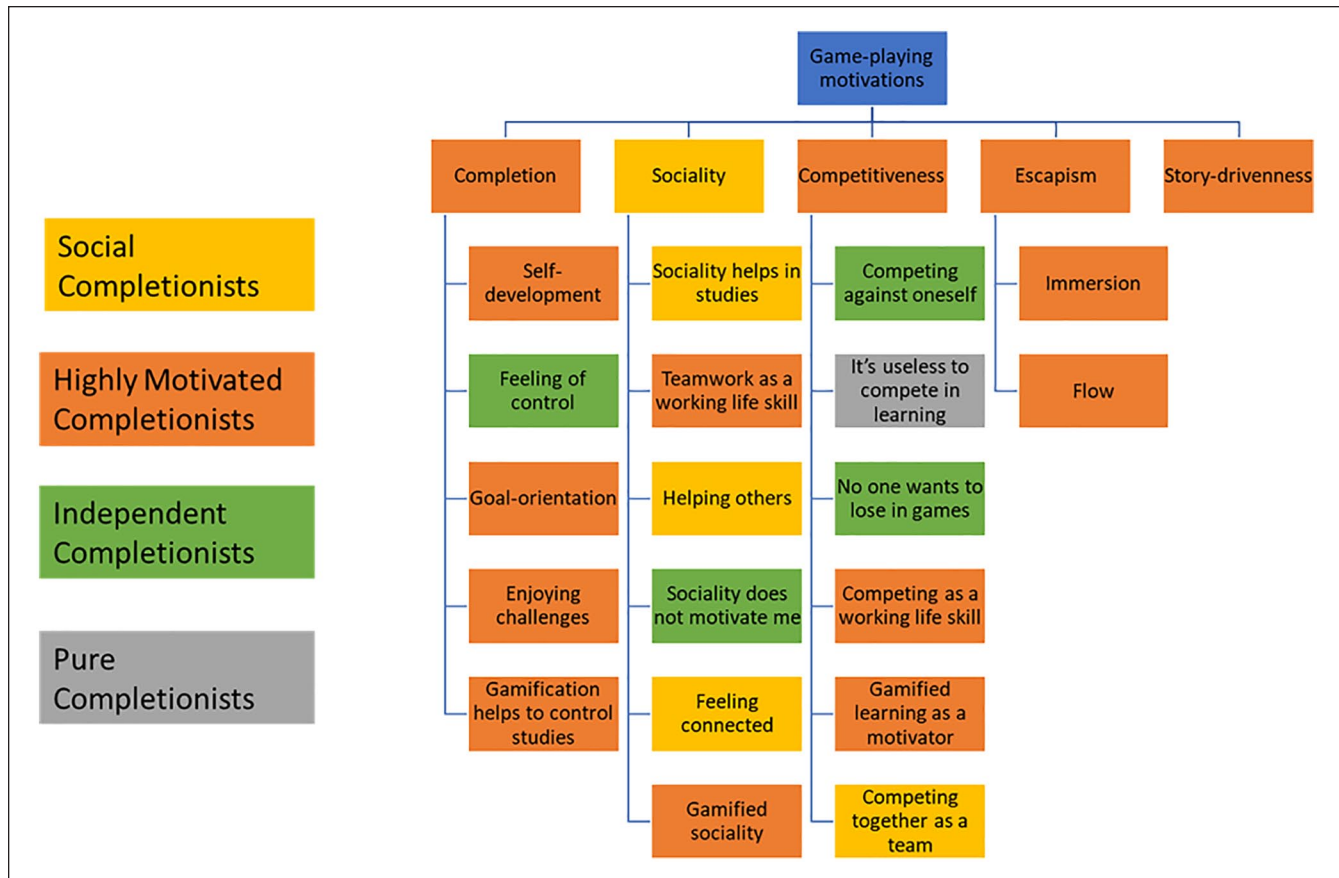 Game-playing
motivations
Completion
Sociality
Competitiveness
Escapism
Story-drivenness
Social
Completionists
Highly Motivated
Completionists
Independent
Completionists
Pure
Completionists
Self-
development
Feeling of
control
Goal-orientation
Enjoying
challenges
Gamification
helps to control
studies
Sociality helps in
studies
Teamwork as a
working life skill
Helping others
Sociality does
not motivate me
Feeling
connected
Gamified
sociality
Competing
against oneself
It's useless to
compete in
learning
No one wants to
lose in games
Competing as a
working life skill
Gamified
learning as a
motivator
Competing
together as a
team
Immersion
Flow